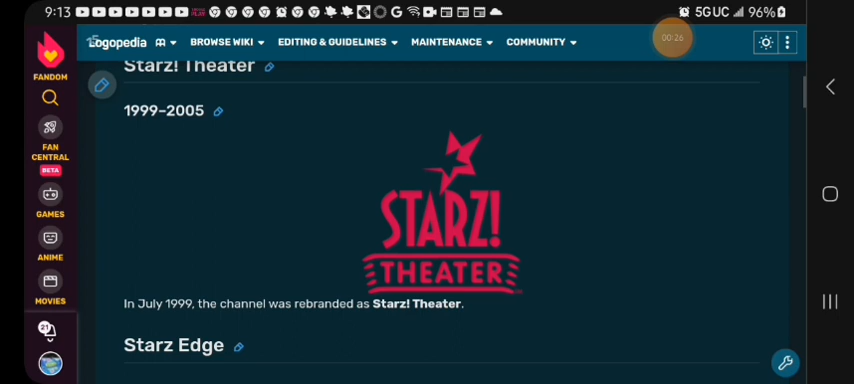 9:13 5GUC 96%
00:26
Logopedia BROWSE WIKI EDITING & GUIDELINES MAINTENANCE COMMUNITY
FANDOM
FAN
CENTRAL
BETA
GAMES
ANIME
MOVIES
21
Starz! Theater
1999–2005
STARZ!
THEATER
In July 1999, the channel was rebranded as Starz! Theater.
Starz Edge